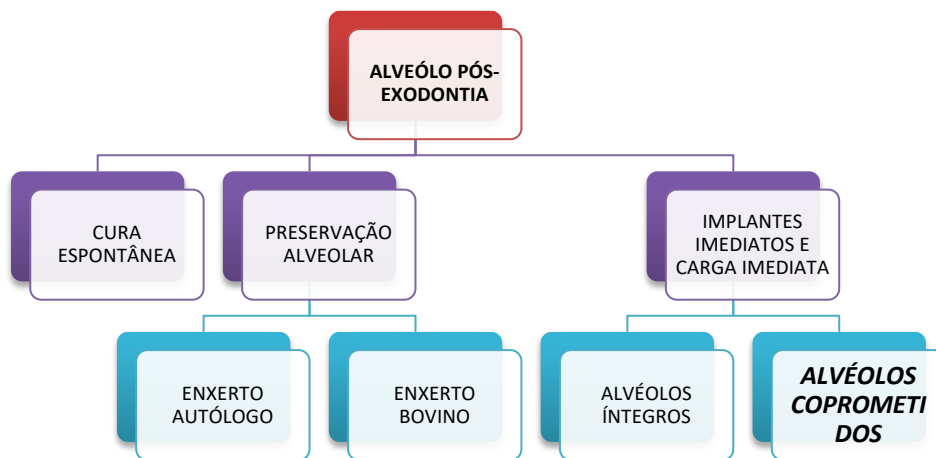 ALVEÓLO PÓS-
EXODONTIA
CURA
ESPONTÂNEA
PRESERVAÇÃO
ALVEOLAR
IMPLANTES
IMEDIATOS E
CARGA IMEDIATA
ENXERTO
AUTÓLOGO
ENXERTO
BOVINO
ALVÉOLOS
ÍNTEGROS
ALVÉOLOS
COPROMETI
DOS